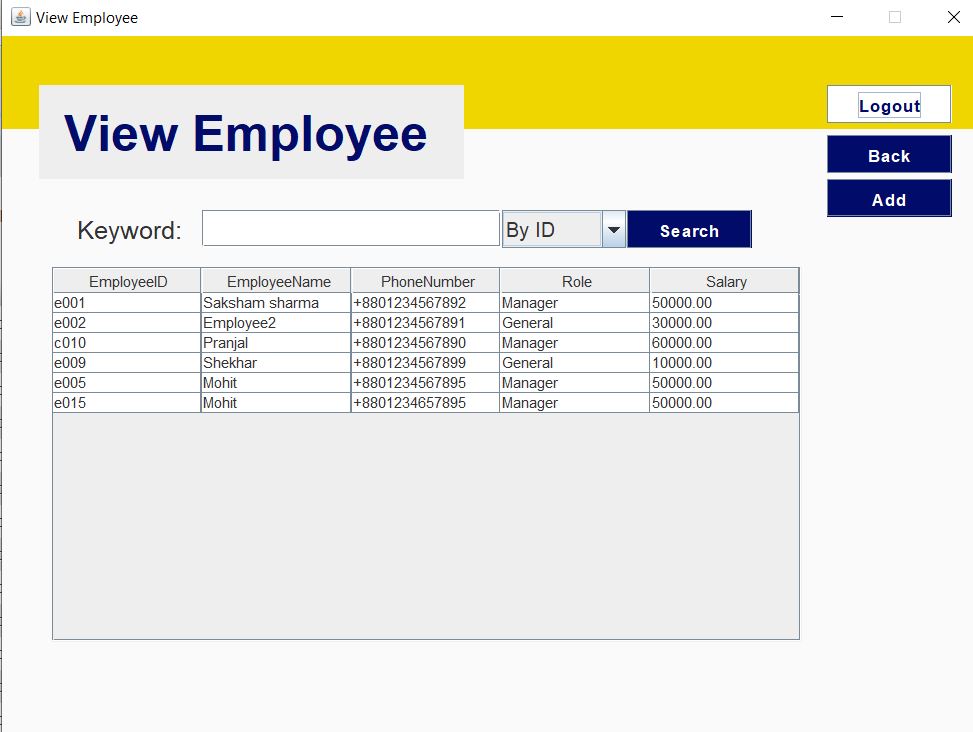 View Employee
View Employee
Logout
Back
Add
Keyword: By ID Search
EmployeeID EmployeeName PhoneNumber Role Salary
e001 Saksham sharma +8801234567892 Manager 50000.00
e002 Employee2 +8801234567891 General 30000.00
c010 Pranjal +8801234567890 Manager 60000.00
e009 Shekhar +8801234567899 General 10000.00
e005 Mohit +8801234567895 Manager 50000.00
e015 Mohit +8801234657895 Manager 50000.00